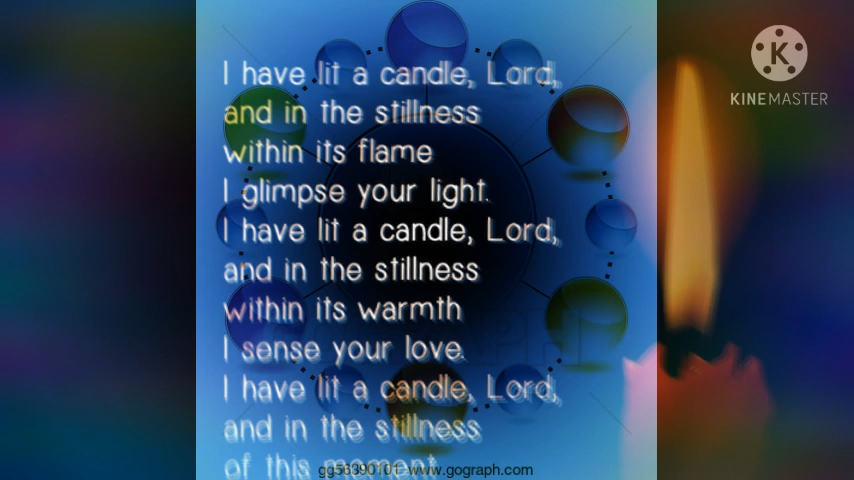 I have lit a candle, Lord,
and in the stillness
within its flame
I glimpse your light.
I have lit a candle, Lord,
and in the stillness
within its warmth
I sense your love.
I have lit a candle, Lord,
and in the stillness
of this moment
gg56390101 www.gograph.com
K
KINEMASTER